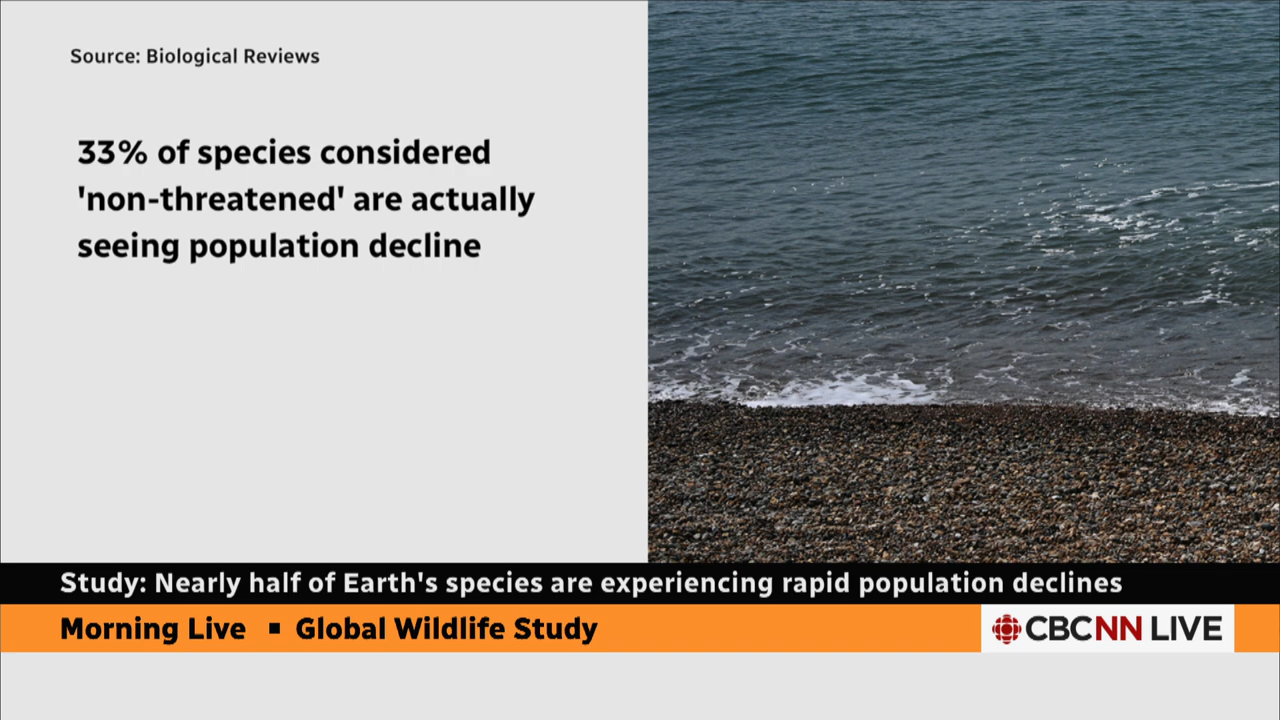 Source: Biological Reviews
33% of species considered
'non-threatened' are actually
seeing population decline
Study: Nearly half of Earth's species are experiencing rapid population declines
Morning Live ▪ Global Wildlife Study
CBCNN LIVE